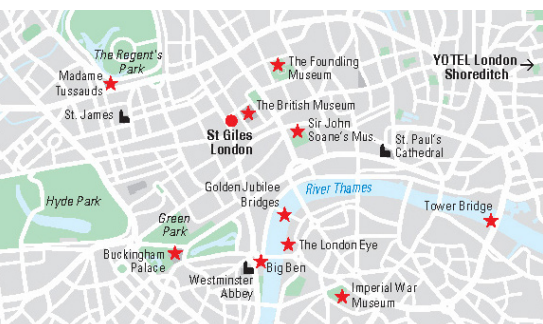 The Regent's
Park
Madame
Tussauds
The Foundling
Museum
YOTEL London
Shoreditch
St. James
The British Museum
St Giles
London
Sir John
Soane's Mus.
St. Paul's
Cathedral
Hyde Park
Golden Jubilee
Bridges
River Thames
Tower Bridge
Green
Park
Buckingham
Palace
The London Eye
Big Ben
Westminster
Abbey
Imperial War
Museum